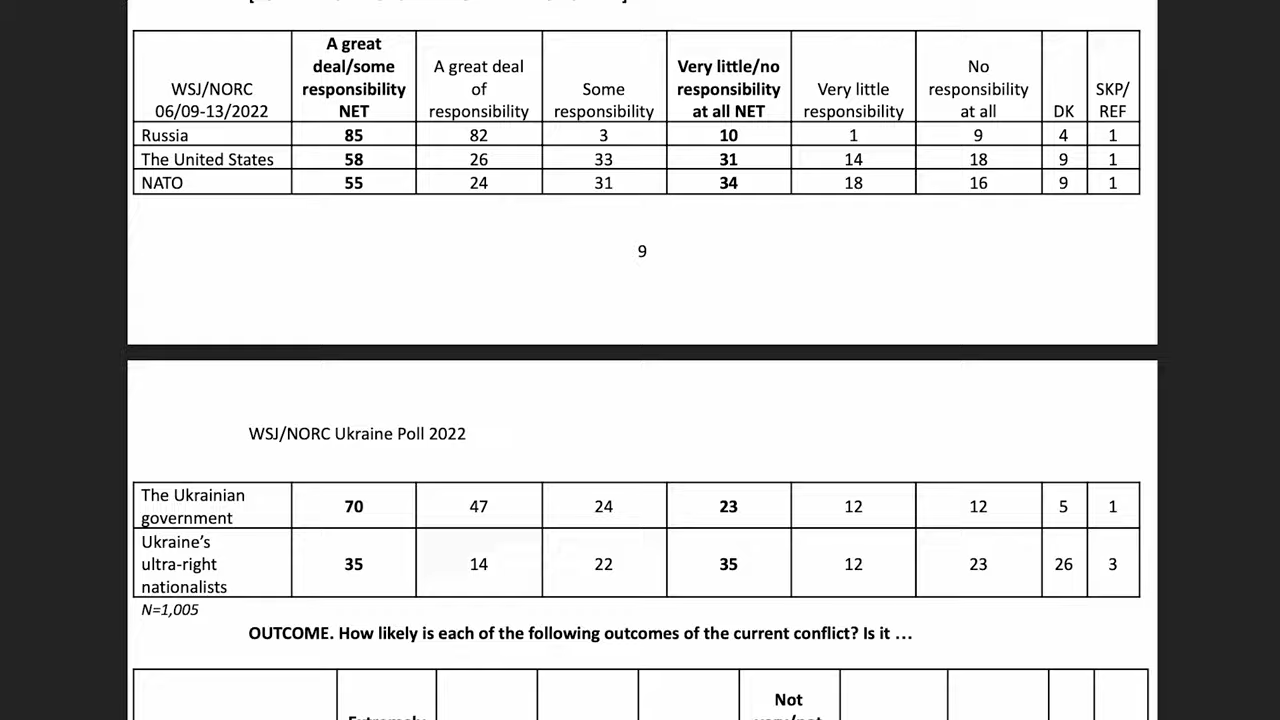 WSJ/NORC 06/09-13/2022 | A great deal/some responsibility NET | A great deal of responsibility | Some responsibility | Very little/no responsibility at all NET | Very little responsibility | No responsibility at all | DK | SKP/REF
Russia 85 82 3 10 1 9 4 1
The United States 58 26 33 31 14 18 9 1
NATO 55 24 31 34 18 16 9 1
9
WSJ/NORC Ukraine Poll 2022
The Ukrainian government 70 47 24 23 12 12 5 1
Ukraine’s ultra-right nationalists 35 14 22 35 12 23 26 3
N=1,005
OUTCOME. How likely is each of the following outcomes of the current conflict? Is it …
Not